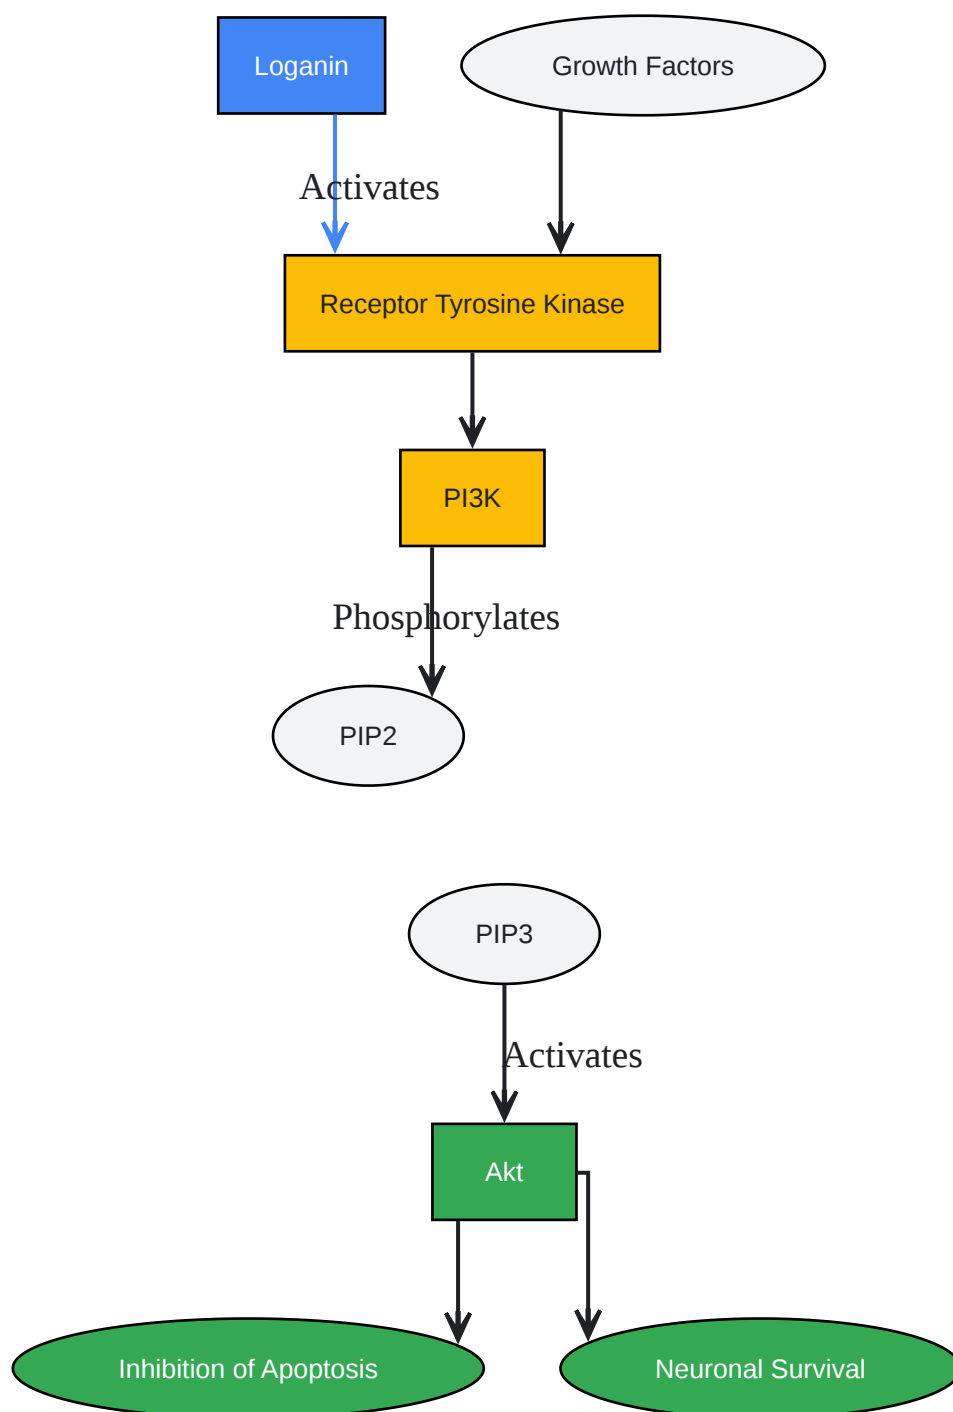 Loganin
Growth Factors
Activates
Receptor Tyrosine Kinase
PI3K
Phosphorylates
PIP2
PIP3
Activates
Akt
Inhibition of Apoptosis
Neuronal Survival